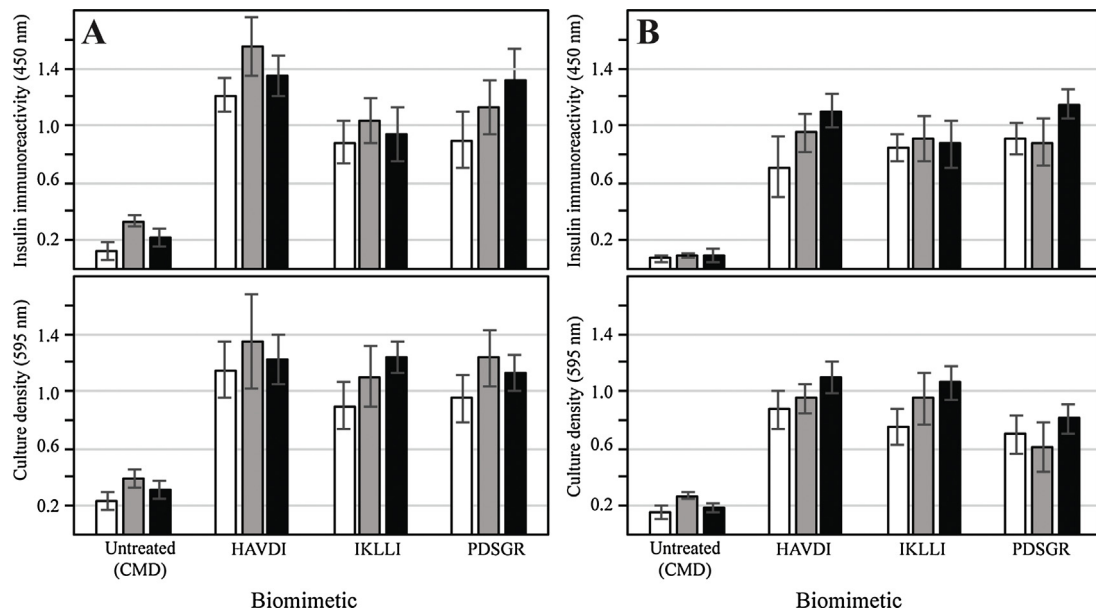 A
Insulin immunoreactivity (450 nm)
1.4
1.0
0.6
0.2
Culture density (595 nm)
1.4
1.0
0.6
0.2
Untreated
(CMD)
HAVDI
IKLLI
PDSGR
Biomimetic
B
Insulin immunoreactivity (450 nm)
1.4
1.0
0.6
0.2
Culture density (595 nm)
1.4
1.0
0.6
0.2
Untreated
(CMD)
HAVDI
IKLLI
PDSGR
Biomimetic